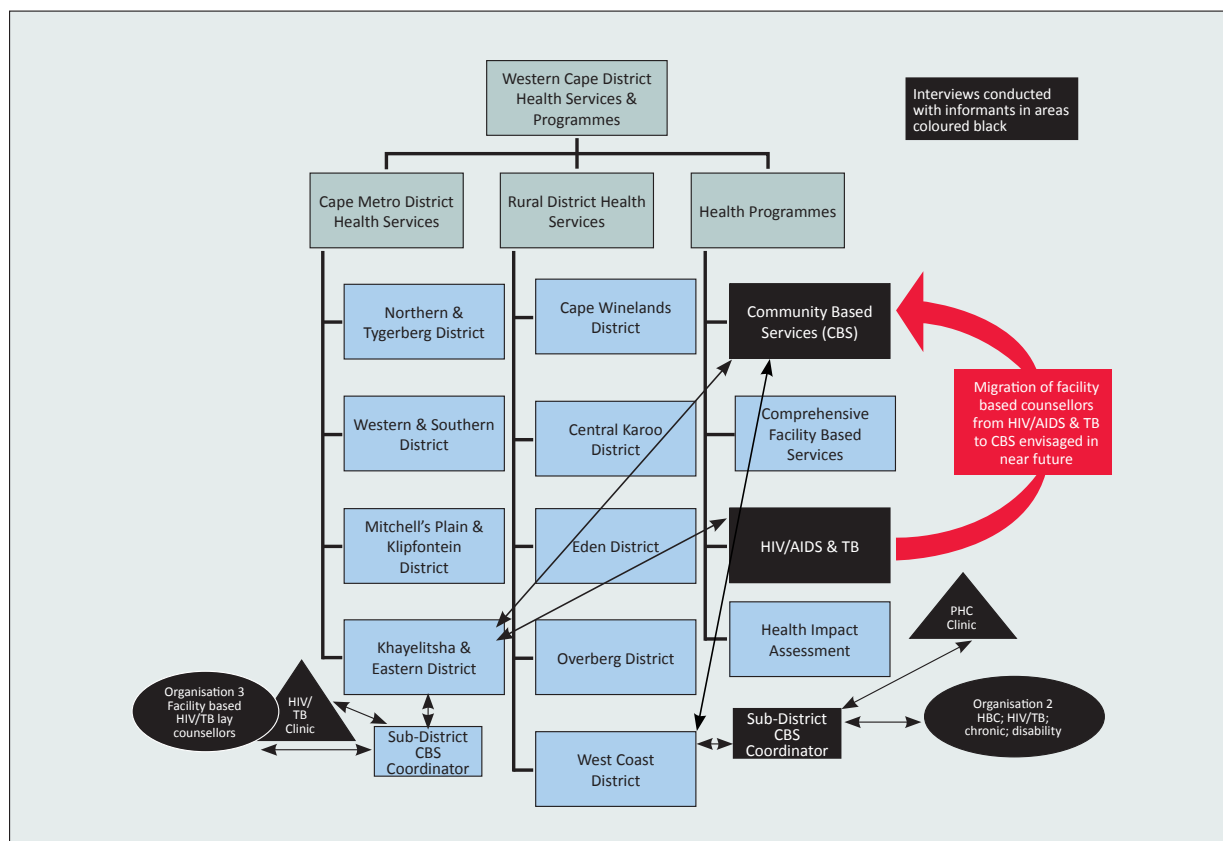 Western Cape District
Health Services &
Programmes
Interviews conducted
with informants in areas
coloured black
Cape Metro District
Health Services
Rural District Health
Services
Health Programmes
Northern &
Tygerberg District
Cape Winelands
District
Community Based
Services (CBS)
Migration of facility
based counsellors
from HIV/AIDS & TB
to CBS envisaged in
near future
Western & Southern
District
Central Karoo
District
Comprehensive
Facility Based
Services
Mitchell's Plain &
Klipfontein
District
Eden District
HIV/AIDS & TB
Khayelitsha &
Eastern District
Overberg District
Health Impact
Assessment
PHC
Clinic
Organisation 3
Facility based
HIV/TB lay
counsellors
HIV/
TB
Clinic
Sub-District
CBS
Coordinator
West Coast
District
Sub-District
CBS
Coordinator
Organisation 2
HBC; HIV/TB;
chronic; disability